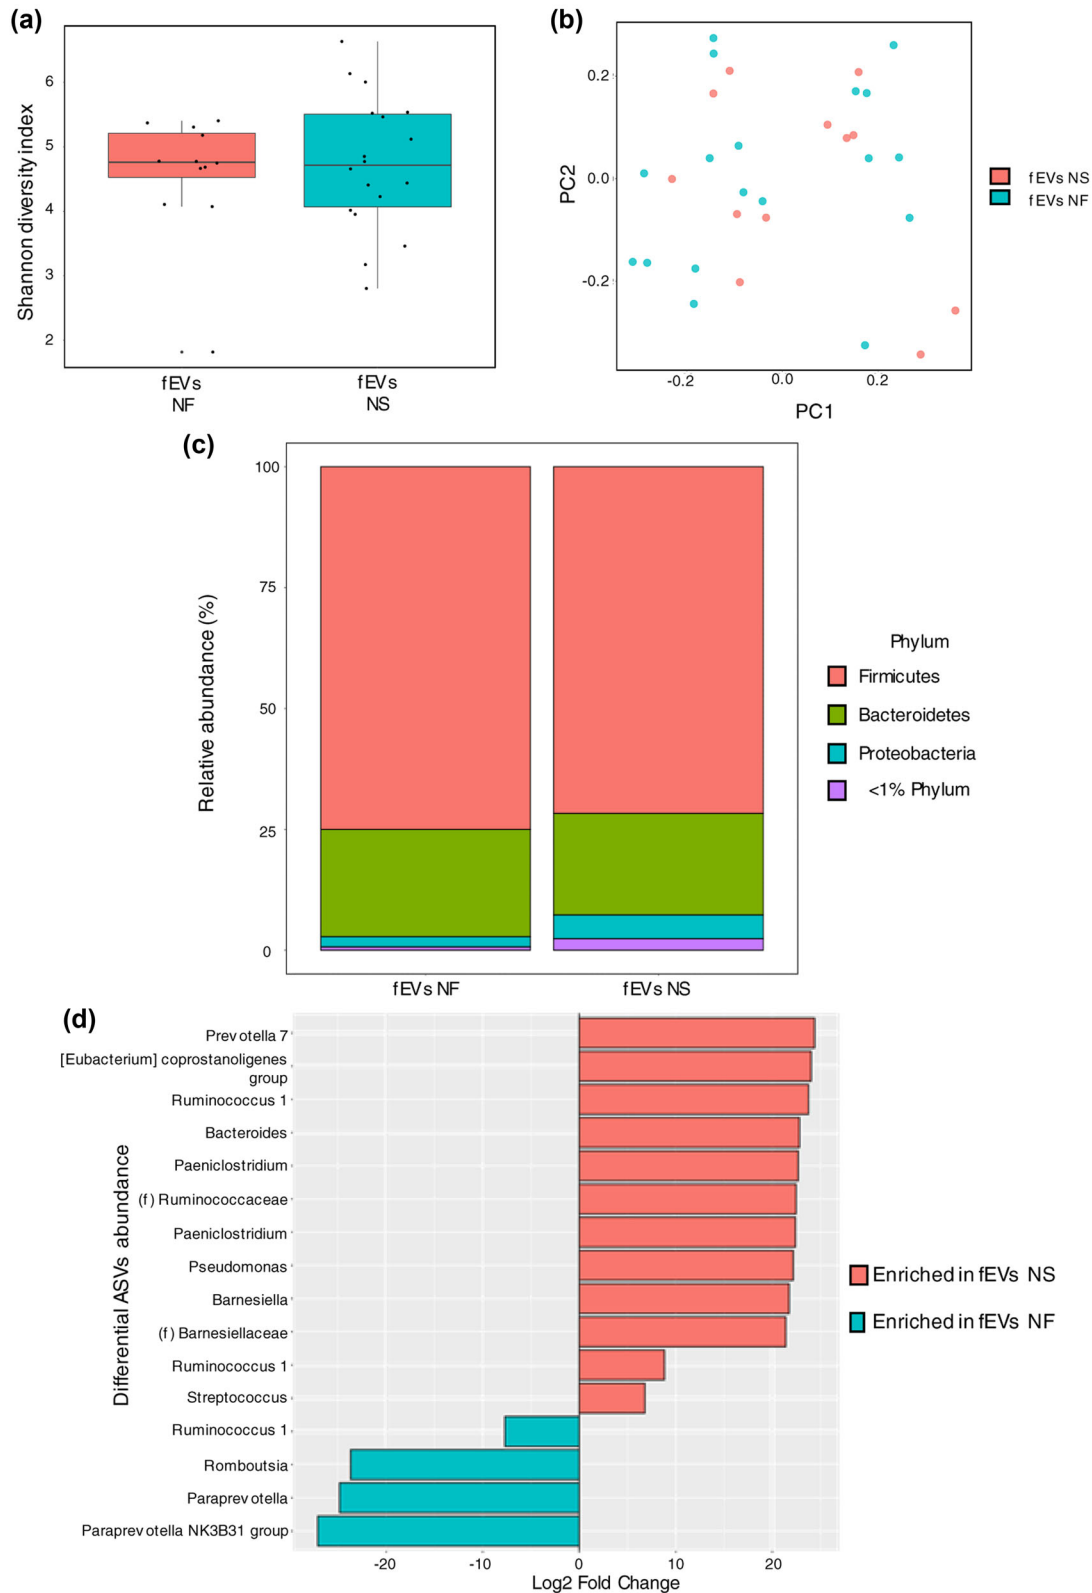 (a)
Shannon diversity index
6
5
4
3
2
fEVs
NF
fEVs
NS
(b)
PC2
0.2
0.0
-0.2
-0.2
0.0
0.2
PC1
fEVs NS
fEVs NF
(c)
Relative abundance (%)
100
75
50
25
0
fEVs NF
fEVs NS
Phylum
Firmicutes
Bacteroidetes
Proteobacteria
<1% Phylum
(d)
Differential ASVs abundance
Prevotella 7
[Eubacterium] coprostanoligenes
group
Ruminococcus 1
Bacteroides
Paeniclostridium
(f) Ruminococcaceae
Paeniclostridium
Pseudomonas
Barnesiella
(f) Barnesiellaceae
Ruminococcus 1
Streptococcus
Ruminococcus 1
Romboutsia
Paraprevotella
Paraprevotella NK3B31 group
-20
-10
0
10
20
Log2 Fold Change
Enriched in fEVs NS
Enriched in fEVs NF